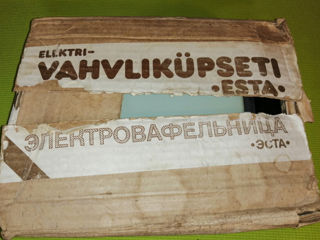 ELEKTRI-
VAHVLIKÜPSETI
•ESTA•
ЭЛЕКТРОВАФЕЛЬНИЦА
•ЭСТА•